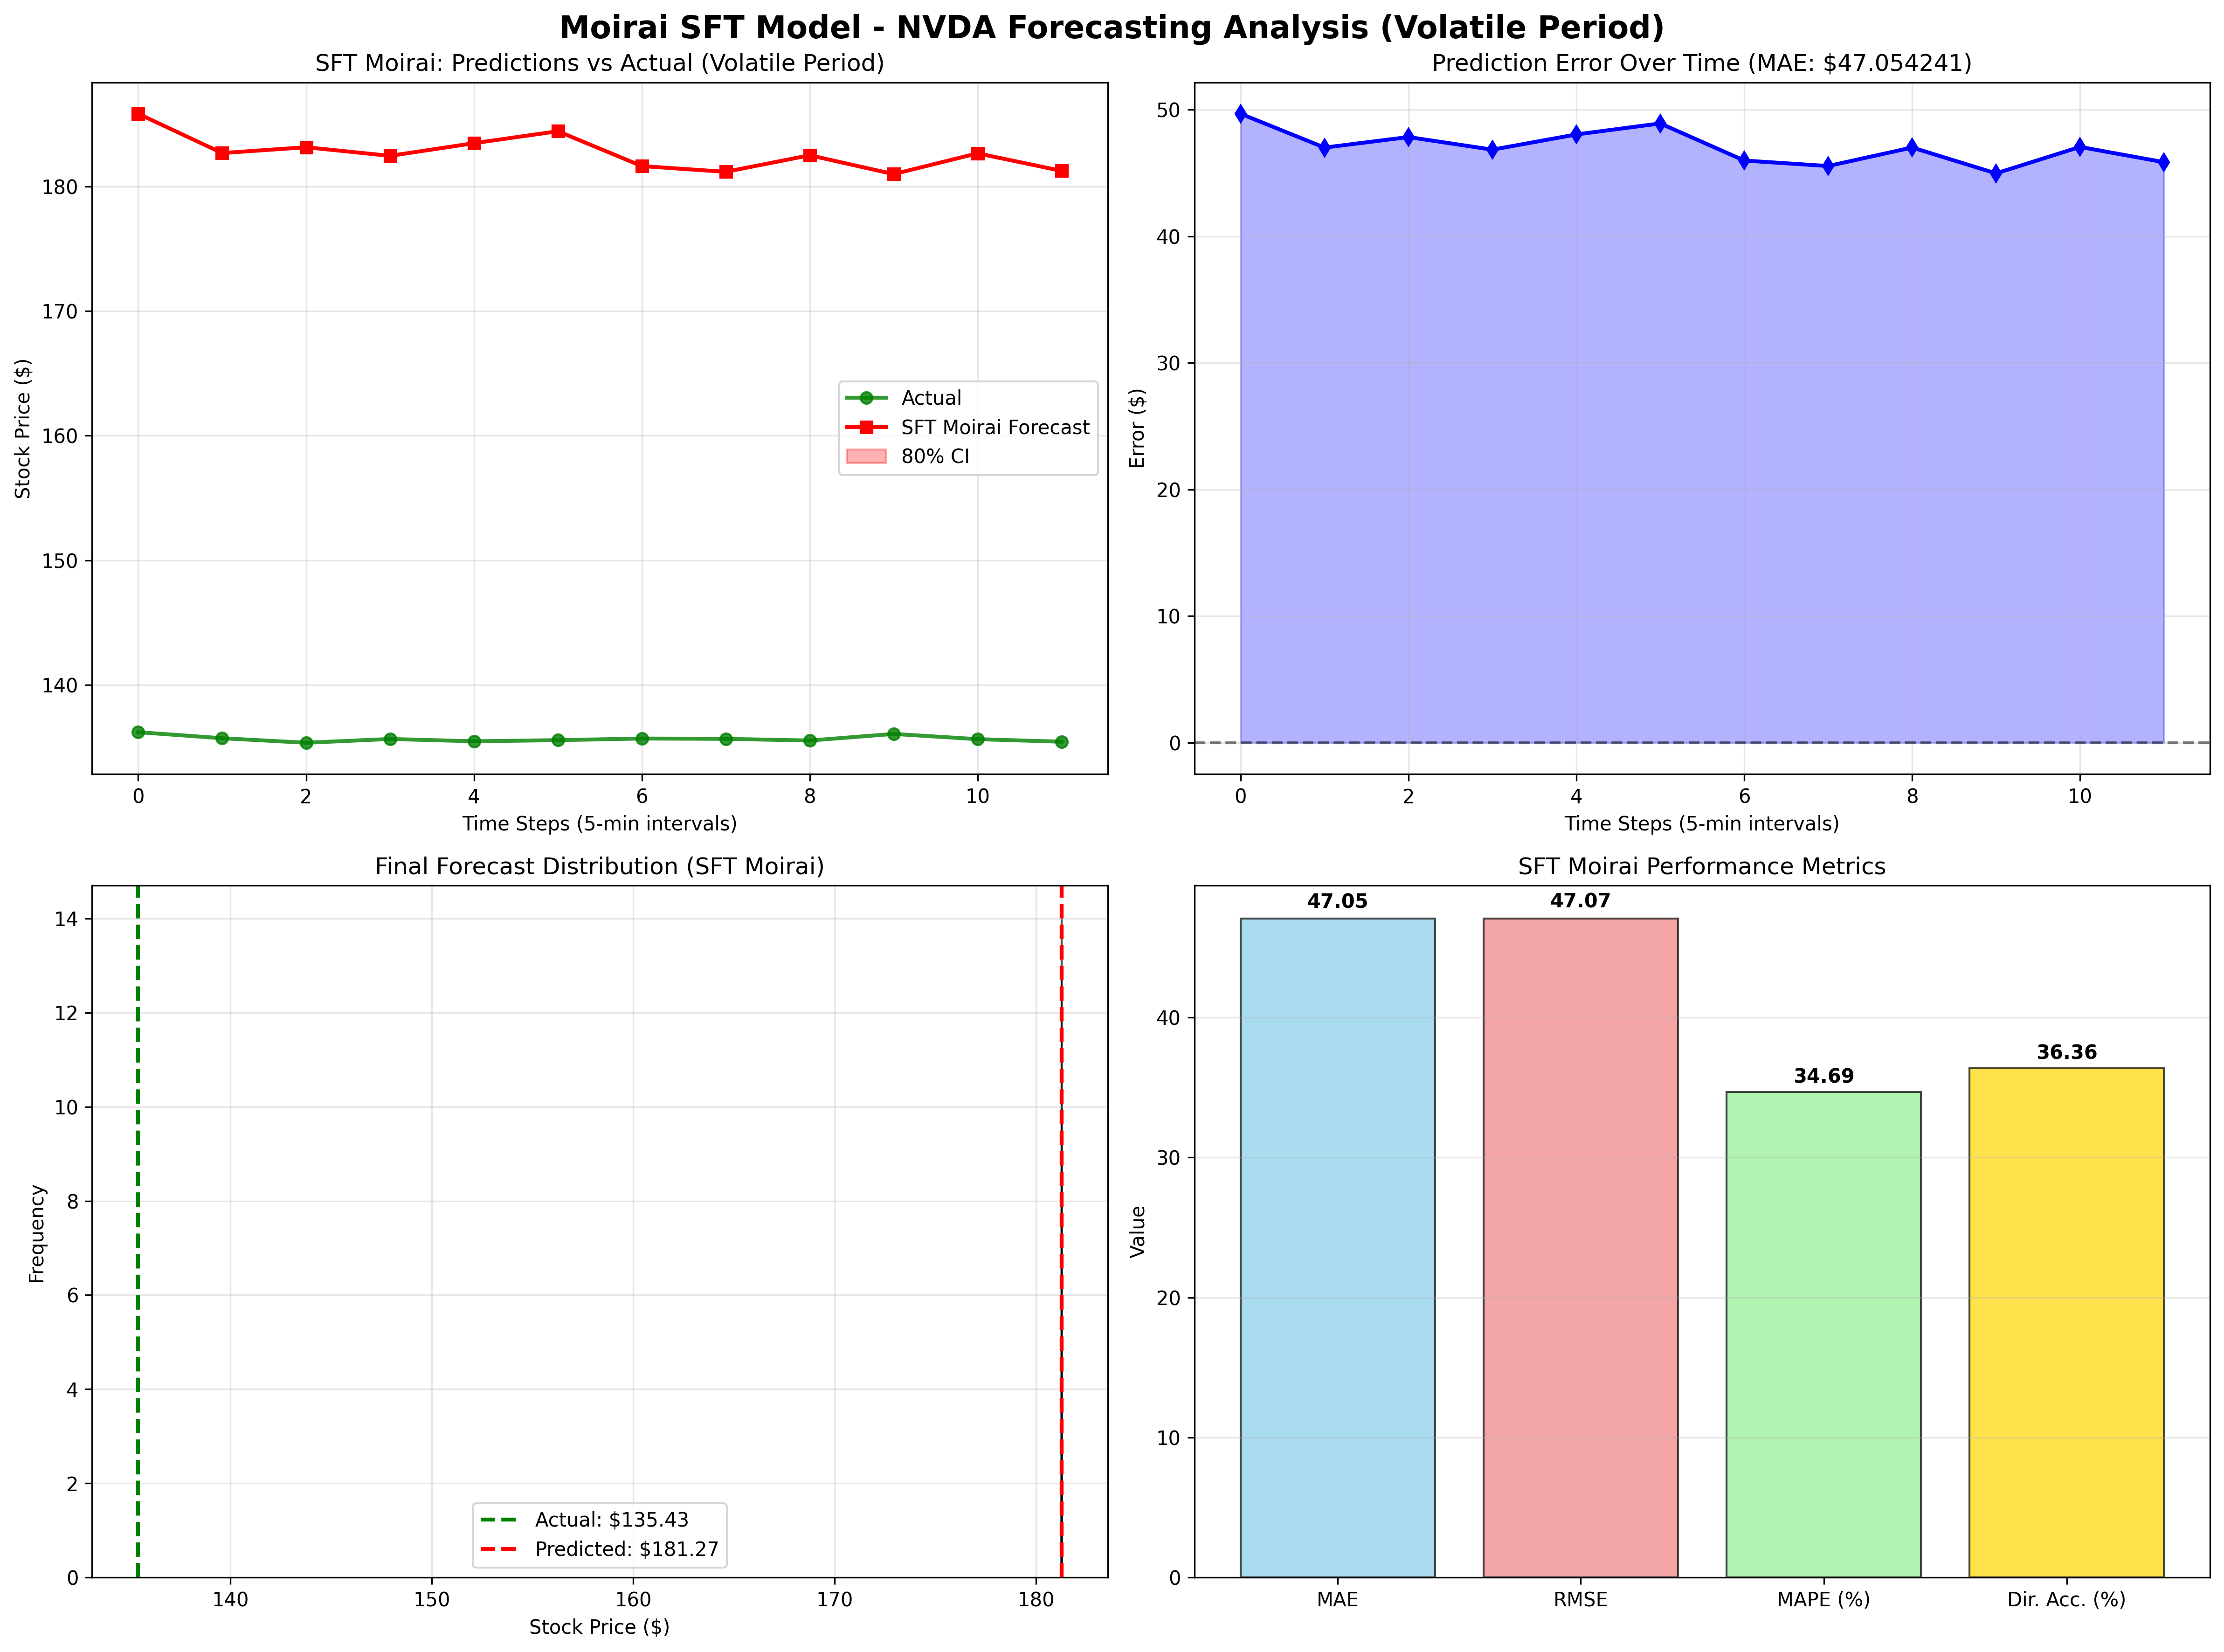 Moirai SFT Model - NVDA Forecasting Analysis (Volatile Period)
SFT Moirai: Predictions vs Actual (Volatile Period)
Stock Price ($)
180
170
160
150
140
Actual
SFT Moirai Forecast
80% CI
0 2 4 6 8 10
Time Steps (5-min intervals)
Prediction Error Over Time (MAE: $47.054241)
Error ($)
50
40
30
20
10
0
0 2 4 6 8 10
Time Steps (5-min intervals)
Final Forecast Distribution (SFT Moirai)
Frequency
14
12
10
8
6
4
2
0
Actual: $135.43
Predicted: $181.27
140 150 160 170 180
Stock Price ($)
SFT Moirai Performance Metrics
Value
40
30
20
10
0
47.05
47.07
34.69
36.36
MAE RMSE MAPE (%) Dir. Acc. (%)